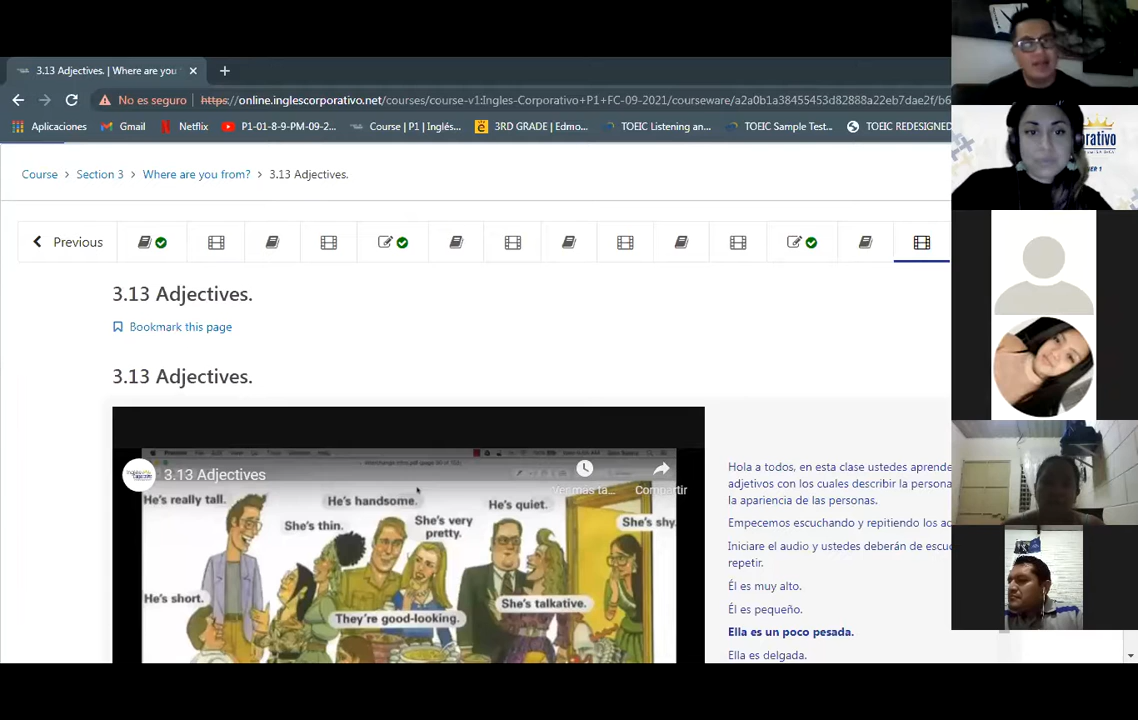 3.13 Adjectives. | Where are you
No es seguro
https://online.inglescorporativo.net/courses/course-v1:Ingles-Corporativo+P1+FC-09-2021/courseware/a2a0b1a38455453d82888a22eb7dae2f/b6
Aplicaciones
Gmail
Netflix
P1-01-8-9-PM-09-2...
Course | P1 | Inglés...
3RD GRADE | Edmo...
TOEIC Listening an...
TOEIC Sample Test...
TOEIC REDESIGNED
Course > Section 3 > Where are you from? > 3.13 Adjectives.
Previous
3.13 Adjectives.
Bookmark this page
3.13 Adjectives.
3.13 Adjectives
Ver más ta...
Compartir
He's really tall.
He's handsome.
He's quiet.
She's thin.
She's very
pretty.
She's shy.
He's short.
They're good-looking.
She's talkative.
Hola a todos, en esta clase ustedes aprende
adjetivos con los cuales describir la persona
la apariencia de las personas.
Empecemos escuchando y repitiendo los ad
Iniciare el audio y ustedes deberán de escu
repetir.
Él es muy alto.
Él es pequeño.
Ella es un poco pesada.
Ella es delgada.